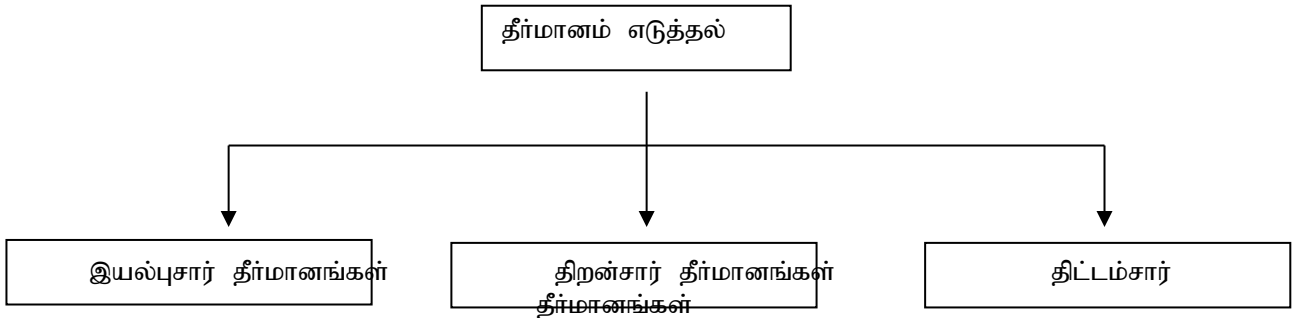 தீர்மானம் எடுத்தல்
இயல்புசார் தீர்மானங்கள்
திறன்சார் தீர்மானங்கள்
திட்டம்சார்
தீர்மானங்கள்